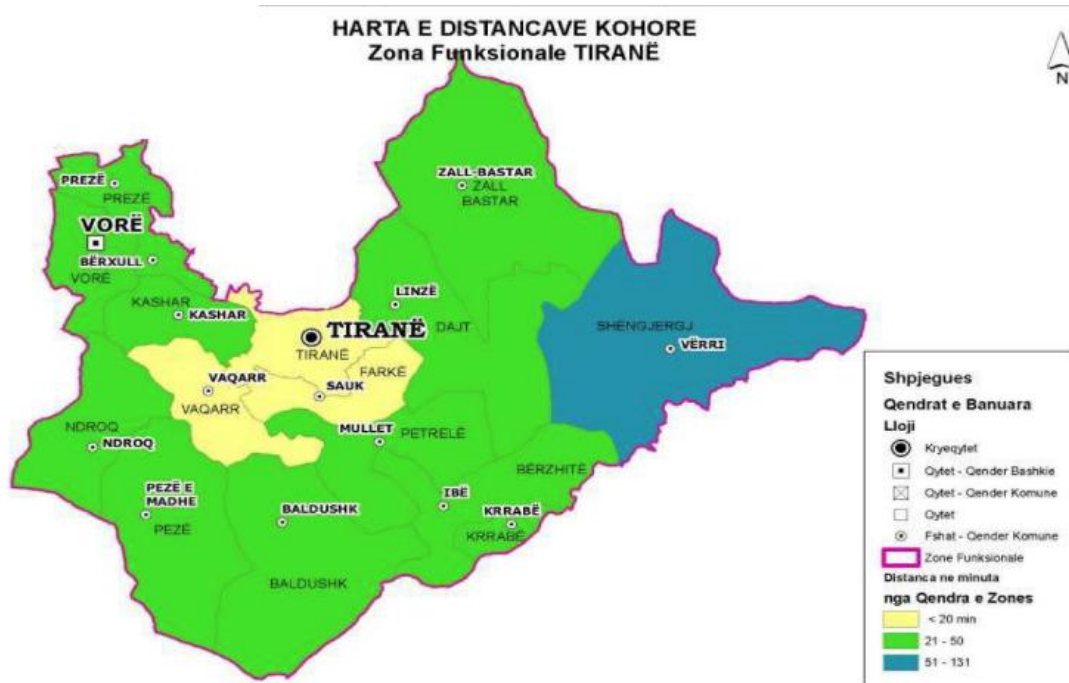 HARTA E DISTANCAVE KOHORE
Zona Funksionale TIRANË
N
ZALL-BASTAR
ZALL
BASTAR
PREZË
PREZË
VORË
BËRXULL
VORË
KASHAR
KASHAR
LINZË
DAJT
TIRANË
TIRANË
FARKË
SHËNGJERGJ
VËRRI
VAQARR
VAQARR
SAUK
NDROQ
NDROQ
MULLET
PETRELË
BËRZHITË
PEZË E
MADHE
PEZË
BALDUSHK
IBË
KRRABË
KRRABË
BALDUSHK
Shpjegues
Qendrat e Banuara
Lloji
Kryeqytet
Qytet - Qender Bashkie
Qytet - Qender Komune
Qytet
Fshat - Qender Komune
Zone Funksionale
Distanca ne minuta
nga Qendra e Zones
< 20 min
21 - 50
51 - 131